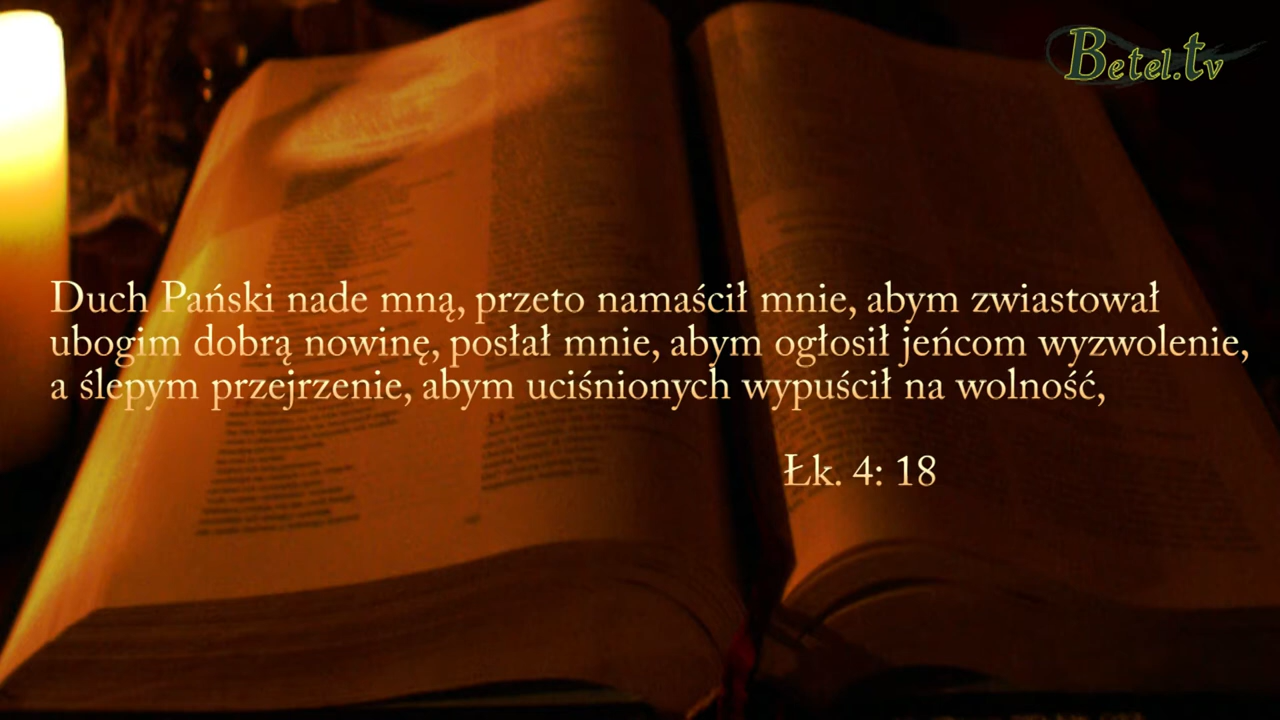 Betel.tv
Duch Pański nade mną, przeto namaścił mnie, abym zwiastował
ubogim dobrą nowinę, posłał mnie, abym ogłosił jeńcom wyzwolenie,
a ślepym przejrzenie, abym uciśnionych wypuścił na wolność,
Łk. 4: 18